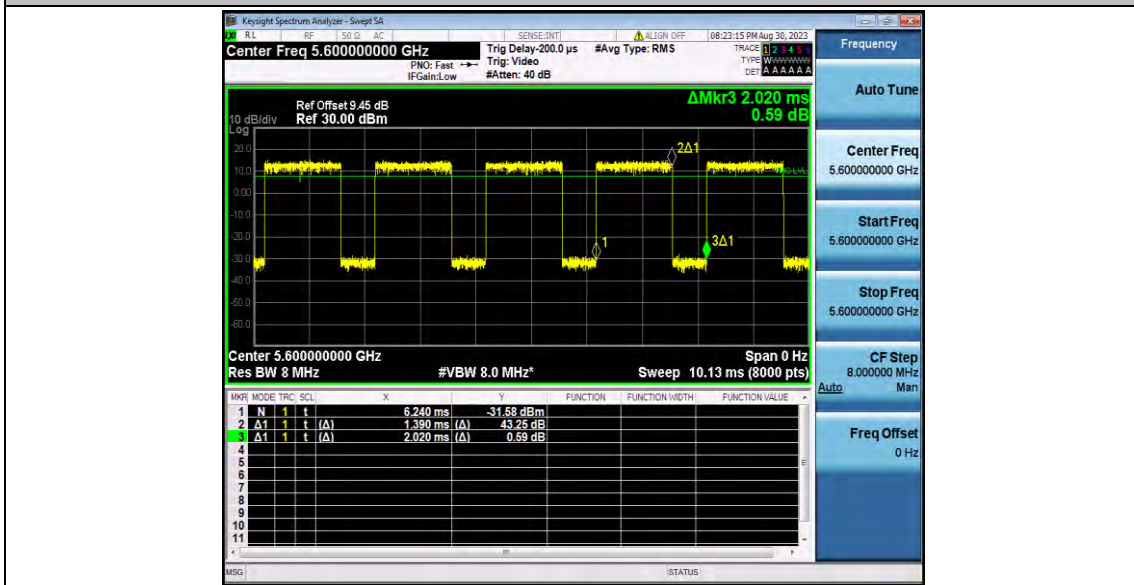 Keysight Spectrum Analyzer - Swept SA
RL RF 50 Ω AC SENSE:INT ALIGN OFF 08:23:15 PM Aug 30, 2023
Center Freq 5.600000000 GHz Trig Delay-200.0 µs #Avg Type: RMS TRACE 1 2 3 4 5 6
PNO: Fast Trig: Video TYPE W
IFGain:Low #Atten: 40 dB DET A A A A A A
Frequency
Auto Tune
Center Freq
5.600000000 GHz
Start Freq
5.600000000 GHz
Stop Freq
5.600000000 GHz
CF Step
8.000000 MHz
Auto Man
Freq Offset
0 Hz
ΔMkr3 2.020 ms
0.59 dB
Ref Offset 9.45 dB
10 dB/div Ref 30.00 dBm
Log
20.0
10.0
0.00
-10.0
-20.0
-30.0
-40.0
-50.0
-60.0
2Δ1
1
3Δ1
Center 5.600000000 GHz Span 0 Hz
Res BW 8 MHz #VBW 8.0 MHz* Sweep 10.13 ms (8000 pts)
MKR MODE TRC SCL X Y FUNCTION FUNCTION WIDTH FUNCTION VALUE
1 N 1 t 6.240 ms -31.58 dBm
2 Δ1 1 t (Δ) 1.390 ms (Δ) 43.25 dB
3 Δ1 1 t (Δ) 2.020 ms (Δ) 0.59 dB
4
5
6
7
8
9
10
11
MSG STATUS